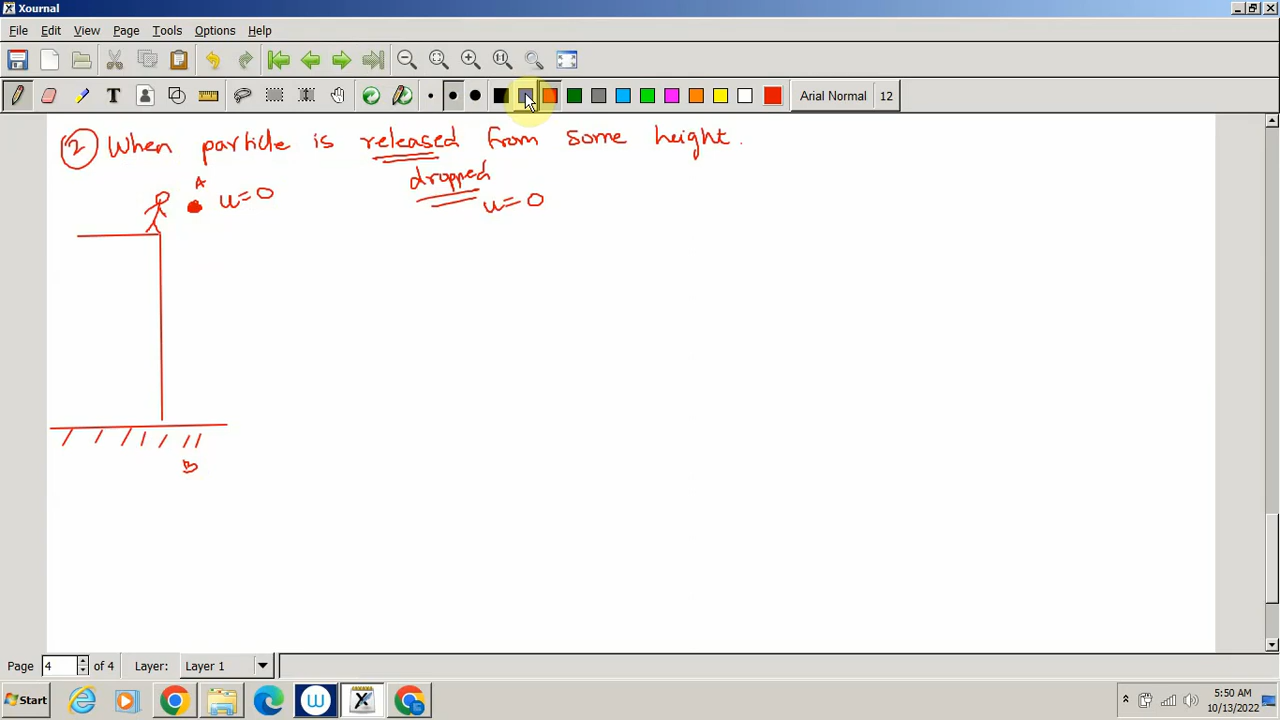 Xournal
File Edit View Page Tools Options Help
Arial Normal 12
② When particle is released from some height.
dropped
A
u=0
u=0
B
Page 4 of 4 Layer: Layer 1
Start
W
5:50 AM
10/13/2022